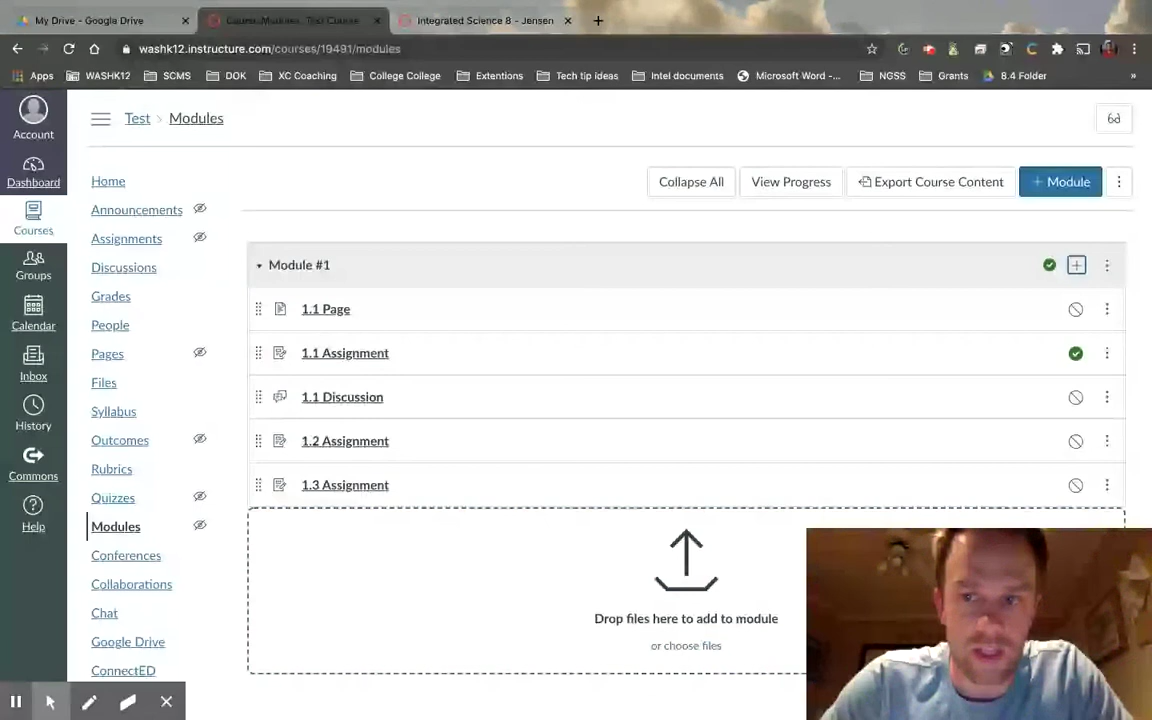 My Drive - Google Drive
Course Modules: Test Course
Integrated Science 8 - Jensen
washk12.instructure.com/courses/19491/modules
Apps
WASHK12
SCMS
DOK
XC Coaching
College College
Extentions
Tech tip ideas
Intel documents
Microsoft Word -...
NGSS
Grants
8.4 Folder
»
Test › Modules
Account
Dashboard
Courses
Groups
Calendar
Inbox
History
Commons
Help
Home
Announcements
Assignments
Discussions
Grades
People
Pages
Files
Syllabus
Outcomes
Rubrics
Quizzes
Modules
Conferences
Collaborations
Chat
Google Drive
ConnectED
Collapse All
View Progress
Export Course Content
+ Module
Module #1
1.1 Page
1.1 Assignment
1.1 Discussion
1.2 Assignment
1.3 Assignment
Drop files here to add to module
or choose files